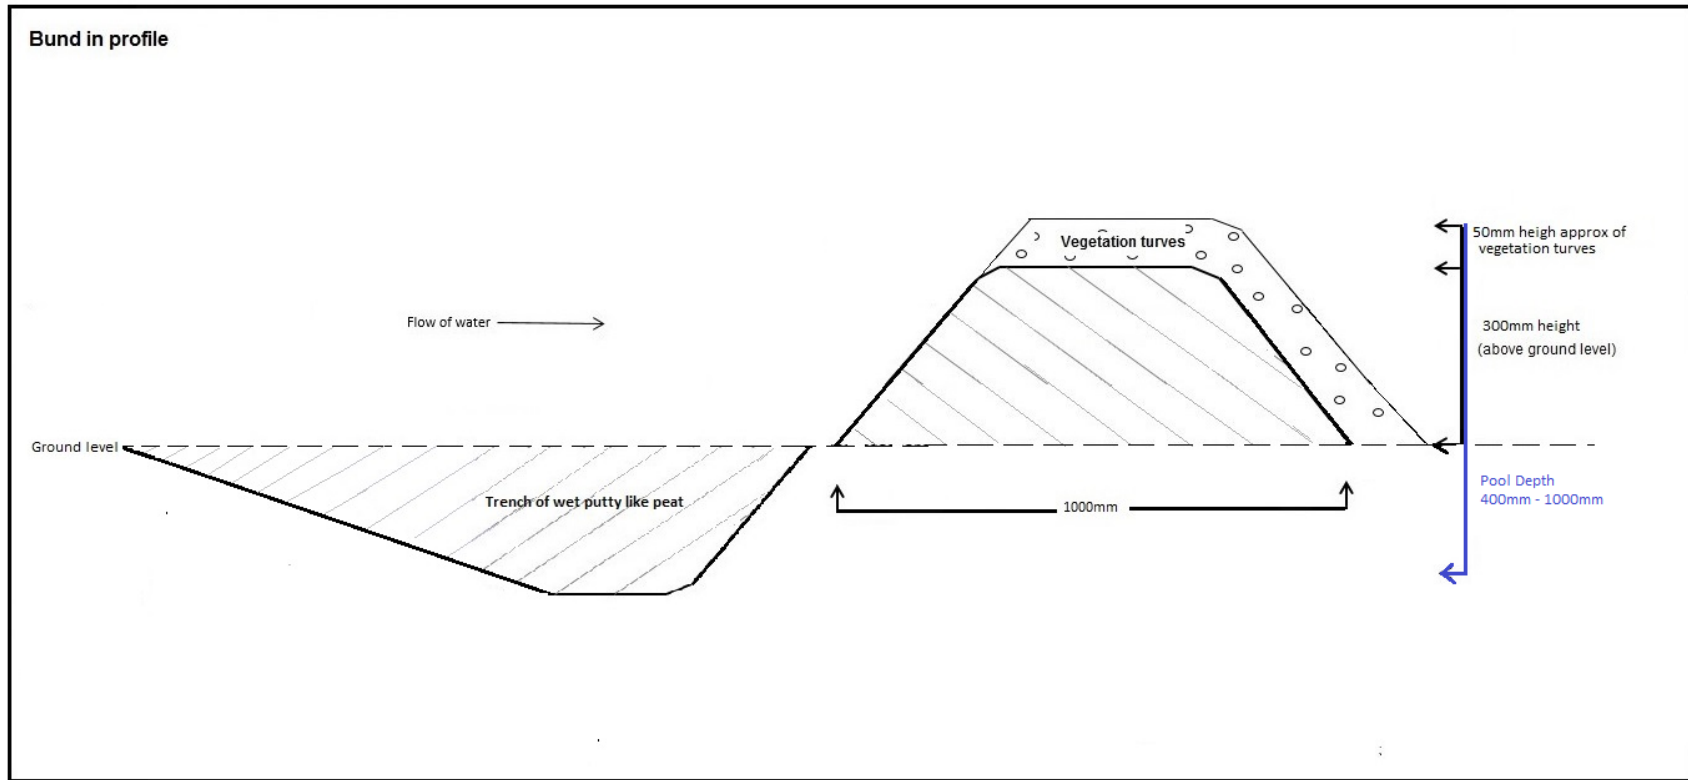 Bund in profile
Vegetation turves
50mm heigh approx of
vegetation turves
Flow of water
300mm height
(above ground level)
Ground level
Trench of wet putty like peat
1000mm
Pool Depth
400mm - 1000mm